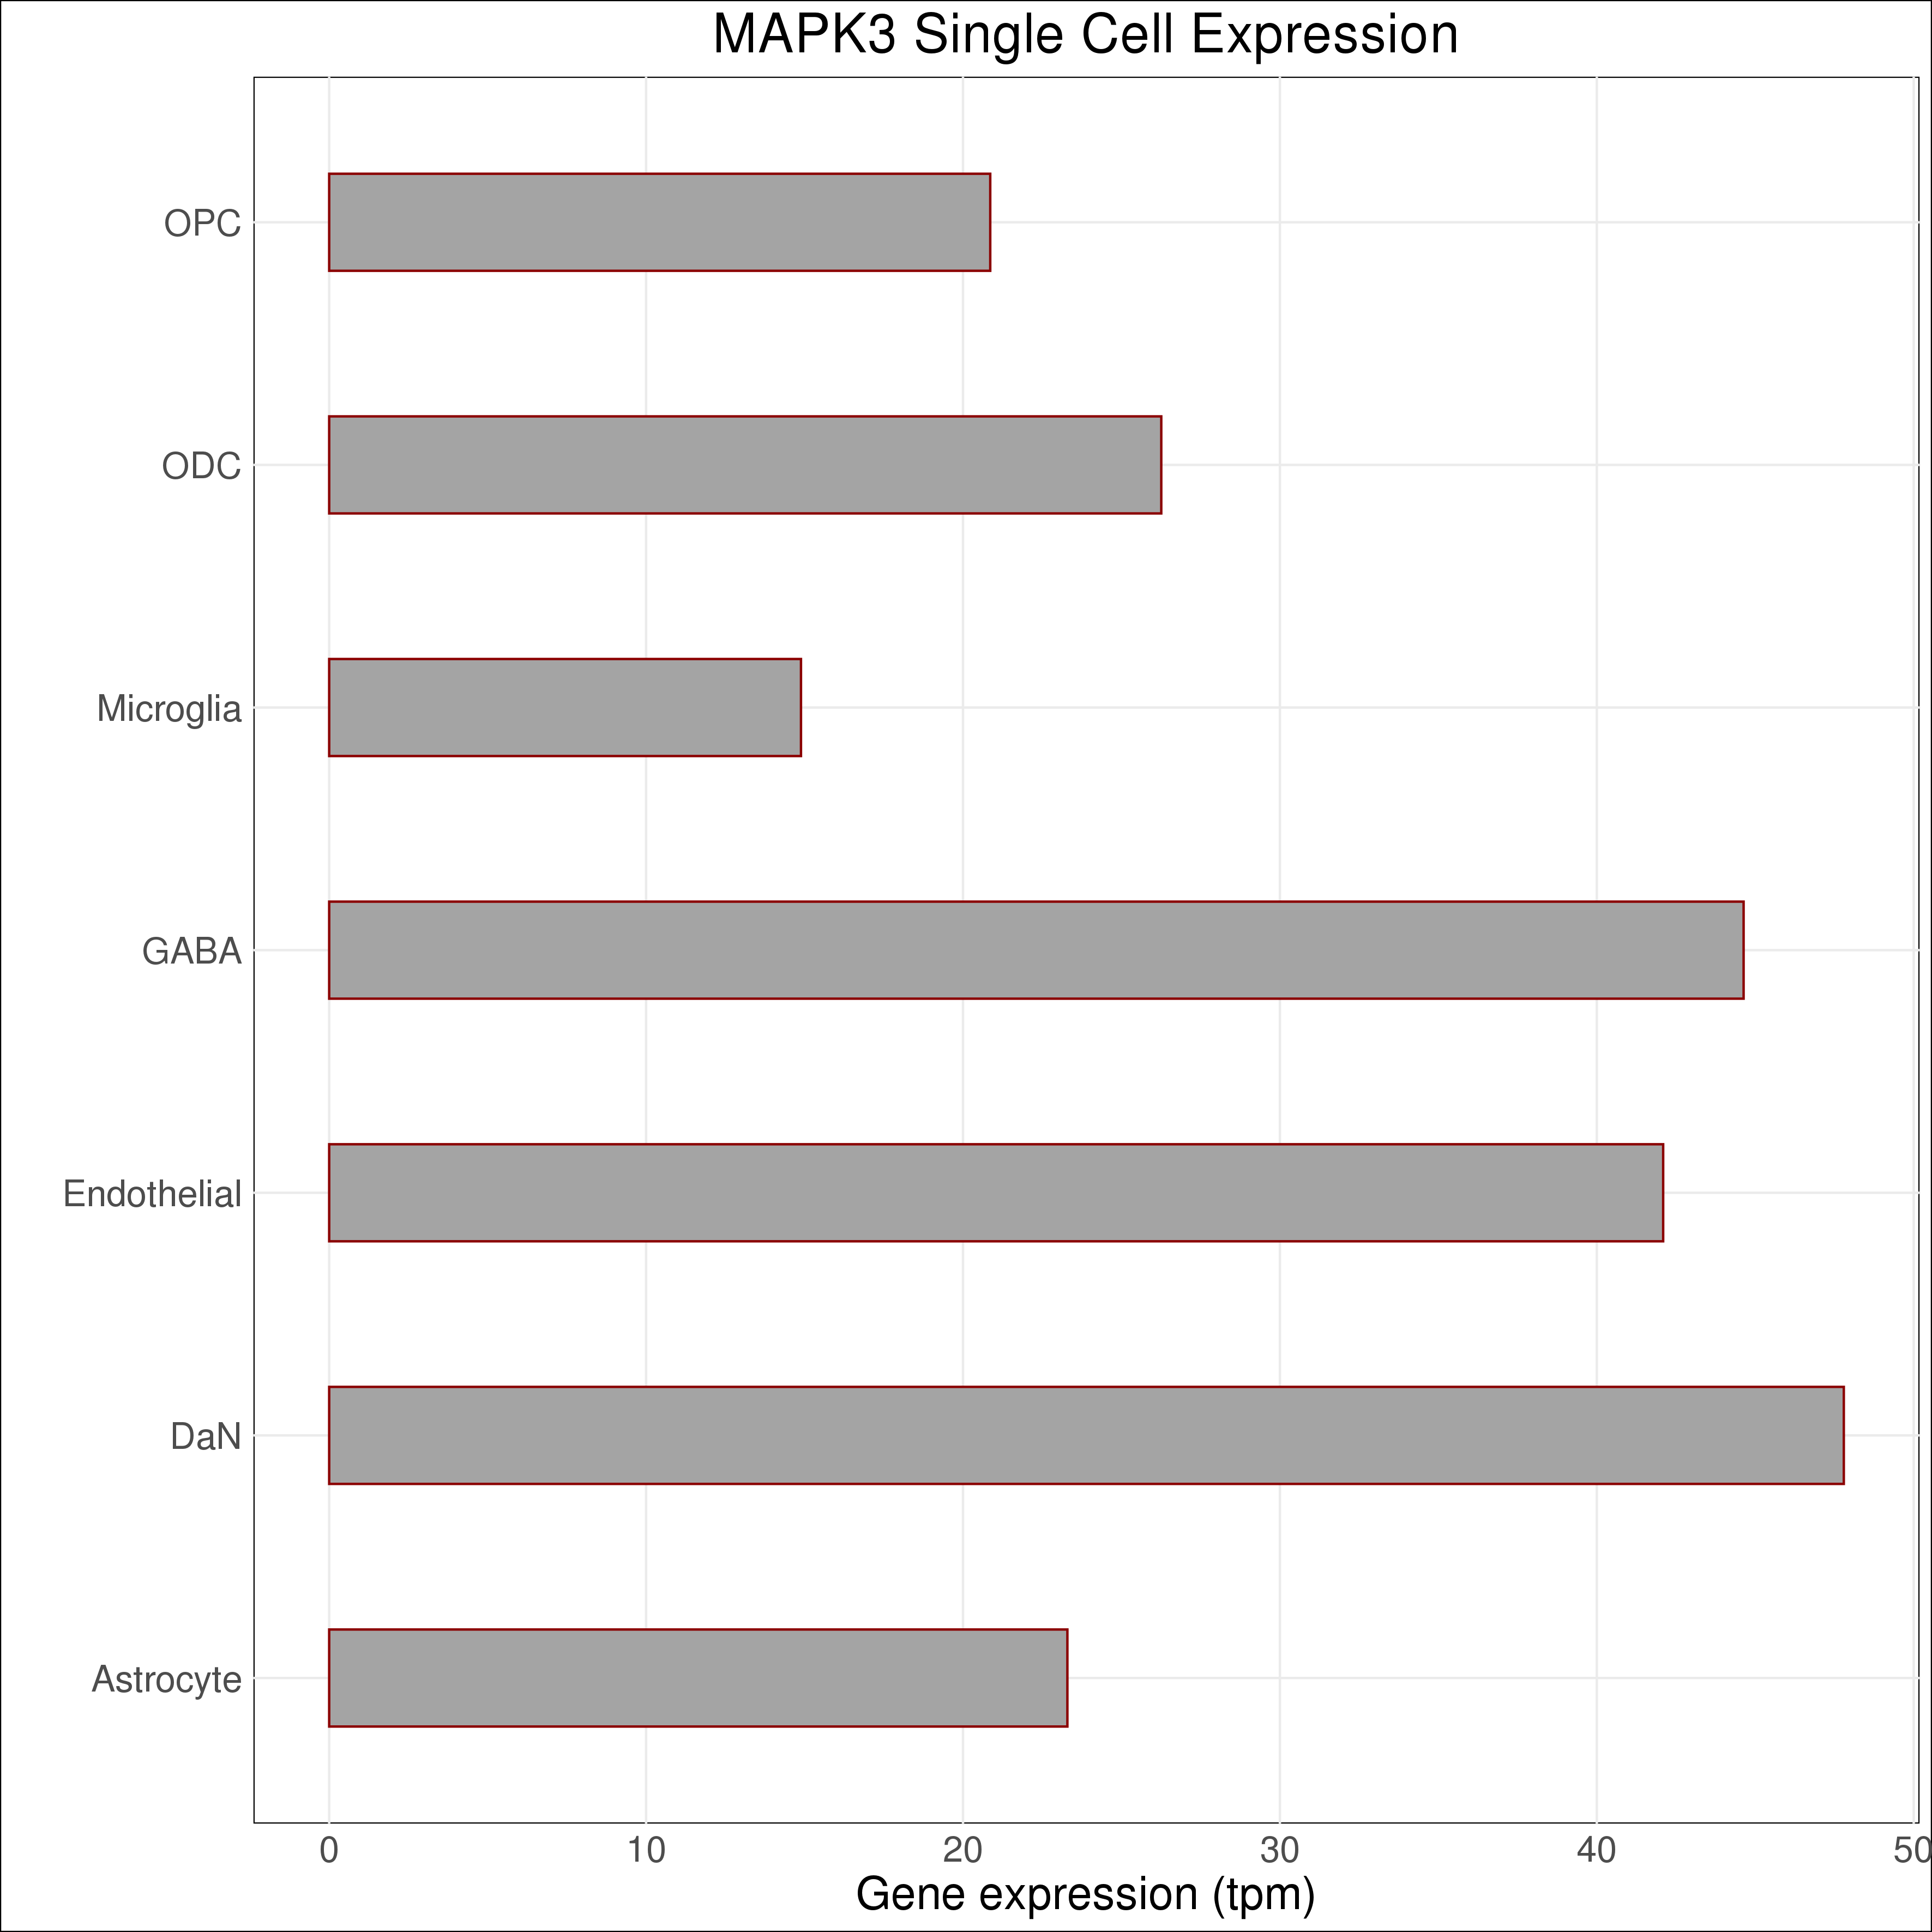 MAPK3 Single Cell Expression
OPC
ODC
Microglia
GABA
Endothelial
DaN
Astrocyte
0 10 20 30 40 50
Gene expression (tpm)